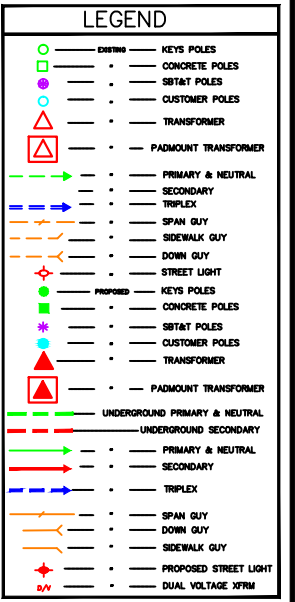 LEGEND
EXISTING KEYS POLES
" CONCRETE POLES
" SBT&T POLES
" CUSTOMER POLES
" TRANSFORMER
" PADMOUNT TRANSFORMER
" PRIMARY & NEUTRAL
" SECONDARY
" TRIPLEX
" SPAN GUY
" SIDEWALK GUY
" DOWN GUY
" STREET LIGHT
PROPOSED KEYS POLES
" CONCRETE POLES
" SBT&T POLES
" CUSTOMER POLES
" TRANSFORMER
" PADMOUNT TRANSFORMER
UNDERGROUND PRIMARY & NEUTRAL
UNDERGROUND SECONDARY
" PRIMARY & NEUTRAL
" SECONDARY
" TRIPLEX
" SPAN GUY
" DOWN GUY
" SIDEWALK GUY
" PROPOSED STREET LIGHT
D/V " DUAL VOLTAGE XFRM